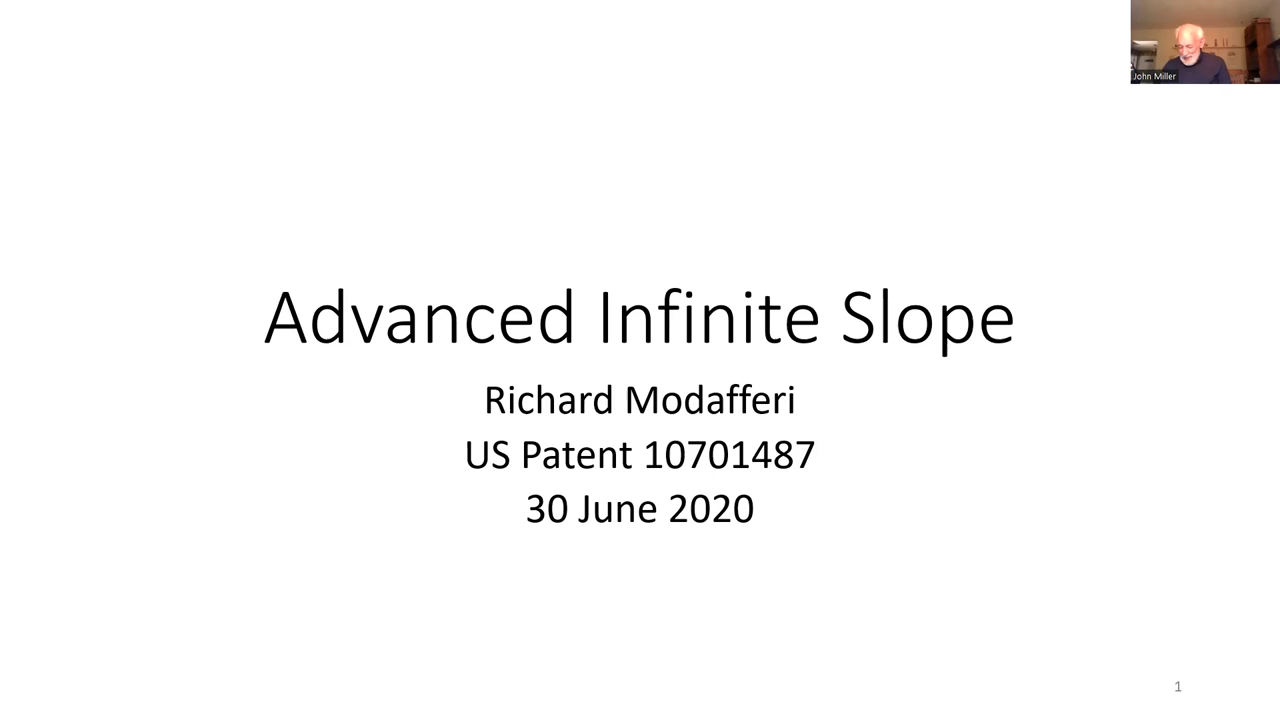 John Miller
Advanced Infinite Slope
Richard Modafferi
US Patent 10701487
30 June 2020
1